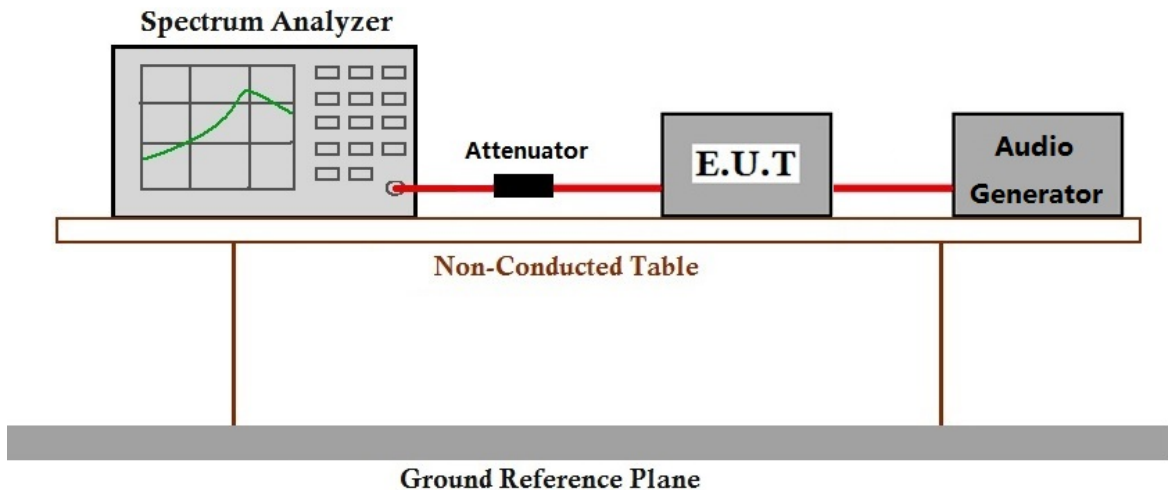 Spectrum Analyzer
Attenuator
E.U.T
Audio
Generator
Non-Conducted Table
Ground Reference Plane